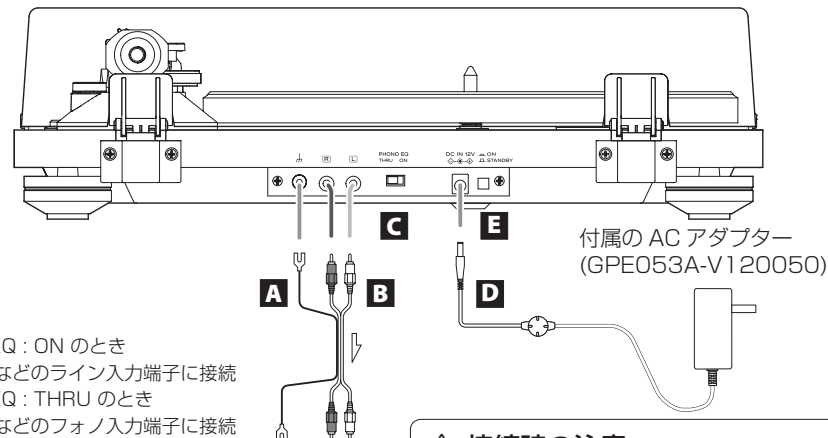 PHONO EQ
THRU ON
DC IN 12V ON
STANDBY
R
L
C
E
付属の AC アダプター
(GPE053A-V120050)
A
B
D
EQ : ON のとき
などのライン入力端子に接続
EQ : THRU のとき
などのフォノ入力端子に接続